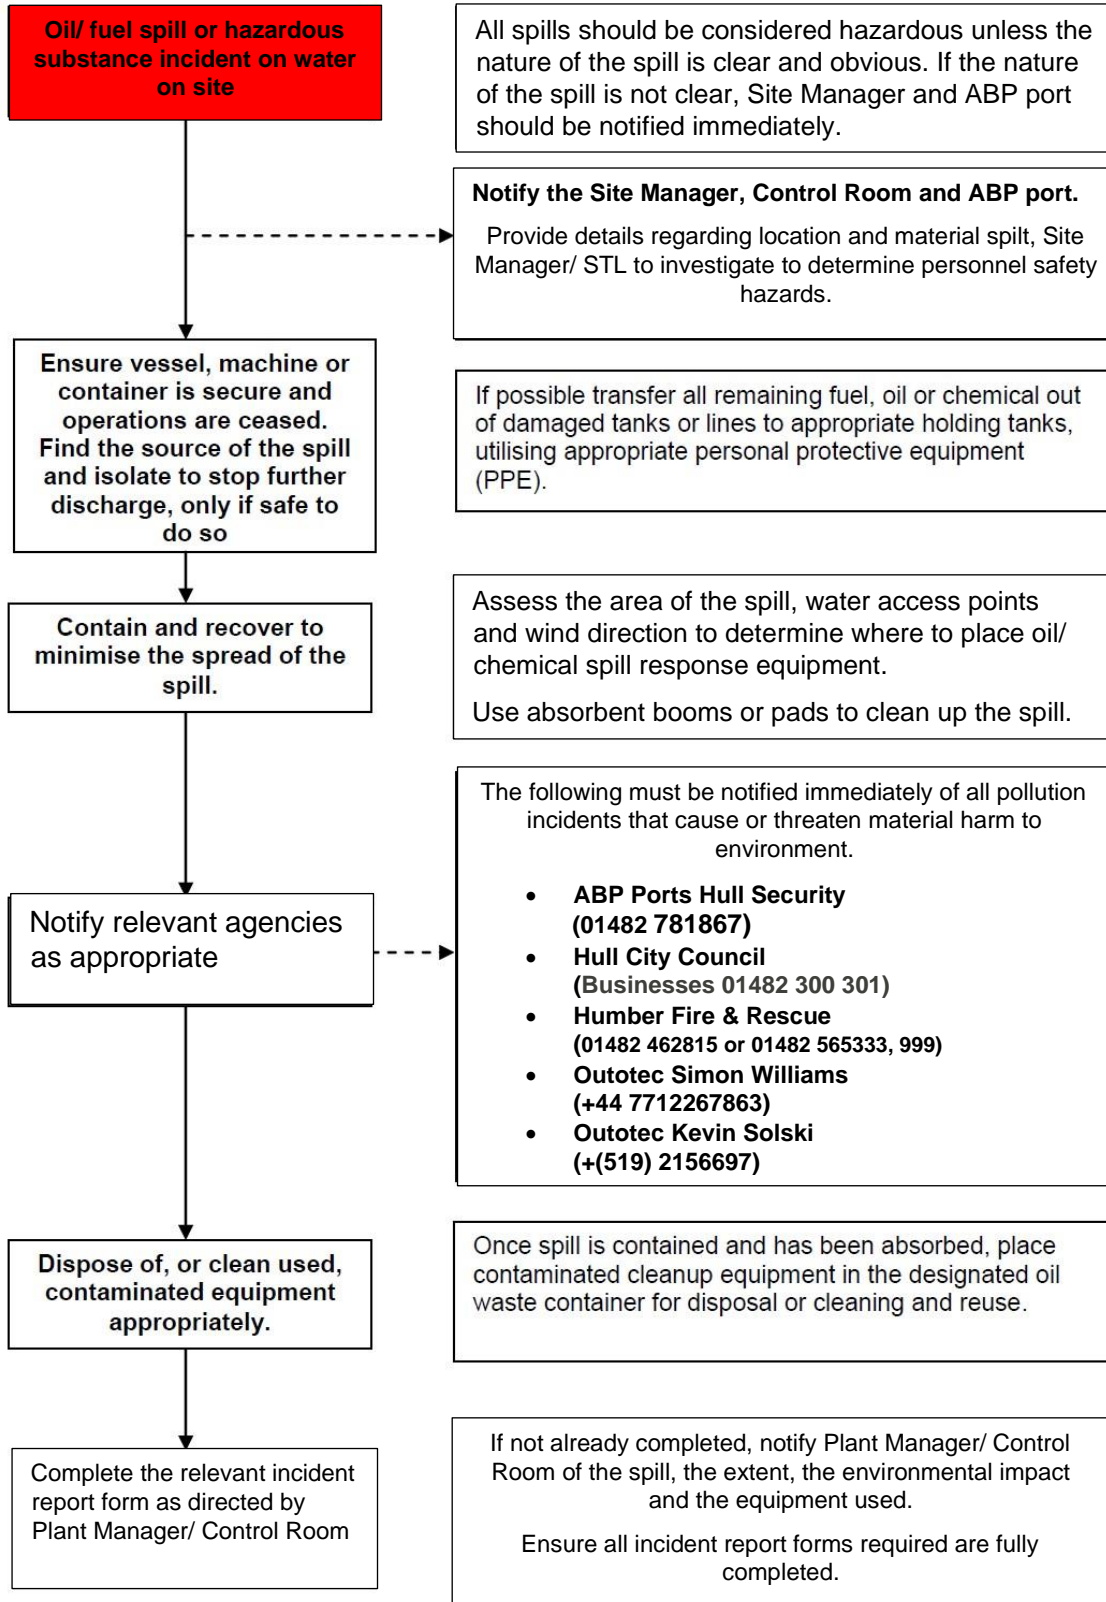 Oil/ fuel spill or hazardous
substance incident on water
on site
All spills should be considered hazardous unless the
nature of the spill is clear and obvious. If the nature
of the spill is not clear, Site Manager and ABP port
should be notified immediately.
Notify the Site Manager, Control Room and ABP port.
Provide details regarding location and material spilt, Site
Manager/ STL to investigate to determine personnel safety
hazards.
Ensure vessel, machine or
container is secure and
operations are ceased.
Find the source of the spill
and isolate to stop further
discharge, only if safe to
do so
If possible transfer all remaining fuel, oil or chemical out
of damaged tanks or lines to appropriate holding tanks,
utilising appropriate personal protective equipment
(PPE).
Contain and recover to
minimise the spread of the
spill.
Assess the area of the spill, water access points
and wind direction to determine where to place oil/
chemical spill response equipment.
Use absorbent booms or pads to clean up the spill.
Notify relevant agencies
as appropriate
The following must be notified immediately of all pollution
incidents that cause or threaten material harm to
environment.
• ABP Ports Hull Security
(01482 781867)
• Hull City Council
(Businesses 01482 300 301)
• Humber Fire & Rescue
(01482 462815 or 01482 565333, 999)
• Outotec Simon Williams
(+44 7712267863)
• Outotec Kevin Solski
(+(519) 2156697)
Dispose of, or clean used,
contaminated equipment
appropriately.
Once spill is contained and has been absorbed, place
contaminated cleanup equipment in the designated oil
waste container for disposal or cleaning and reuse.
Complete the relevant incident
report form as directed by
Plant Manager/ Control Room
If not already completed, notify Plant Manager/ Control
Room of the spill, the extent, the environmental impact
and the equipment used.
Ensure all incident report forms required are fully
completed.